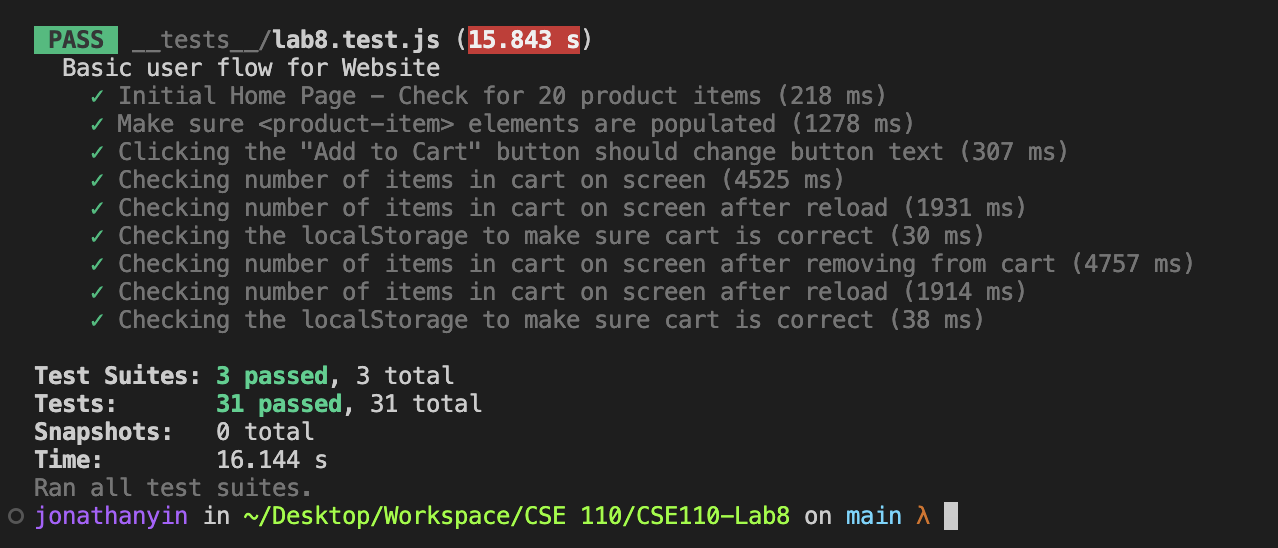 PASS __tests__/lab8.test.js (15.843 s)
Basic user flow for Website
✓ Initial Home Page – Check for 20 product items (218 ms)
✓ Make sure <product-item> elements are populated (1278 ms)
✓ Clicking the "Add to Cart" button should change button text (307 ms)
✓ Checking number of items in cart on screen (4525 ms)
✓ Checking number of items in cart on screen after reload (1931 ms)
✓ Checking the localStorage to make sure cart is correct (30 ms)
✓ Checking number of items in cart on screen after removing from cart (4757 ms)
✓ Checking number of items in cart on screen after reload (1914 ms)
✓ Checking the localStorage to make sure cart is correct (38 ms)
Test Suites: 3 passed, 3 total
Tests: 31 passed, 31 total
Snapshots: 0 total
Time: 16.144 s
Ran all test suites.
jonathanyin in ~/Desktop/Workspace/CSE 110/CSE110-Lab8 on main λ